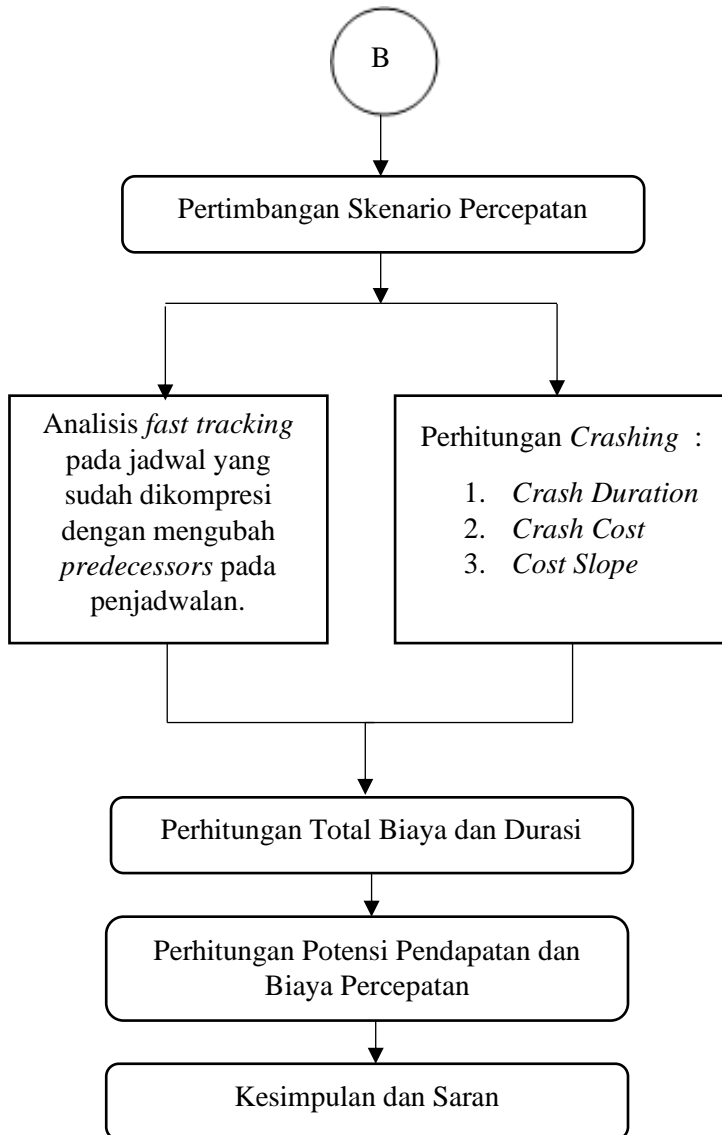 B
Pertimbangan Skenario Percepatan
Analisis fast tracking
pada jadwal yang
sudah dikompresi
dengan mengubah
predecessors pada
penjadwalan.
Perhitungan Crashing :
1. Crash Duration
2. Crash Cost
3. Cost Slope
Perhitungan Total Biaya dan Durasi
Perhitungan Potensi Pendapatan dan
Biaya Percepatan
Kesimpulan dan Saran